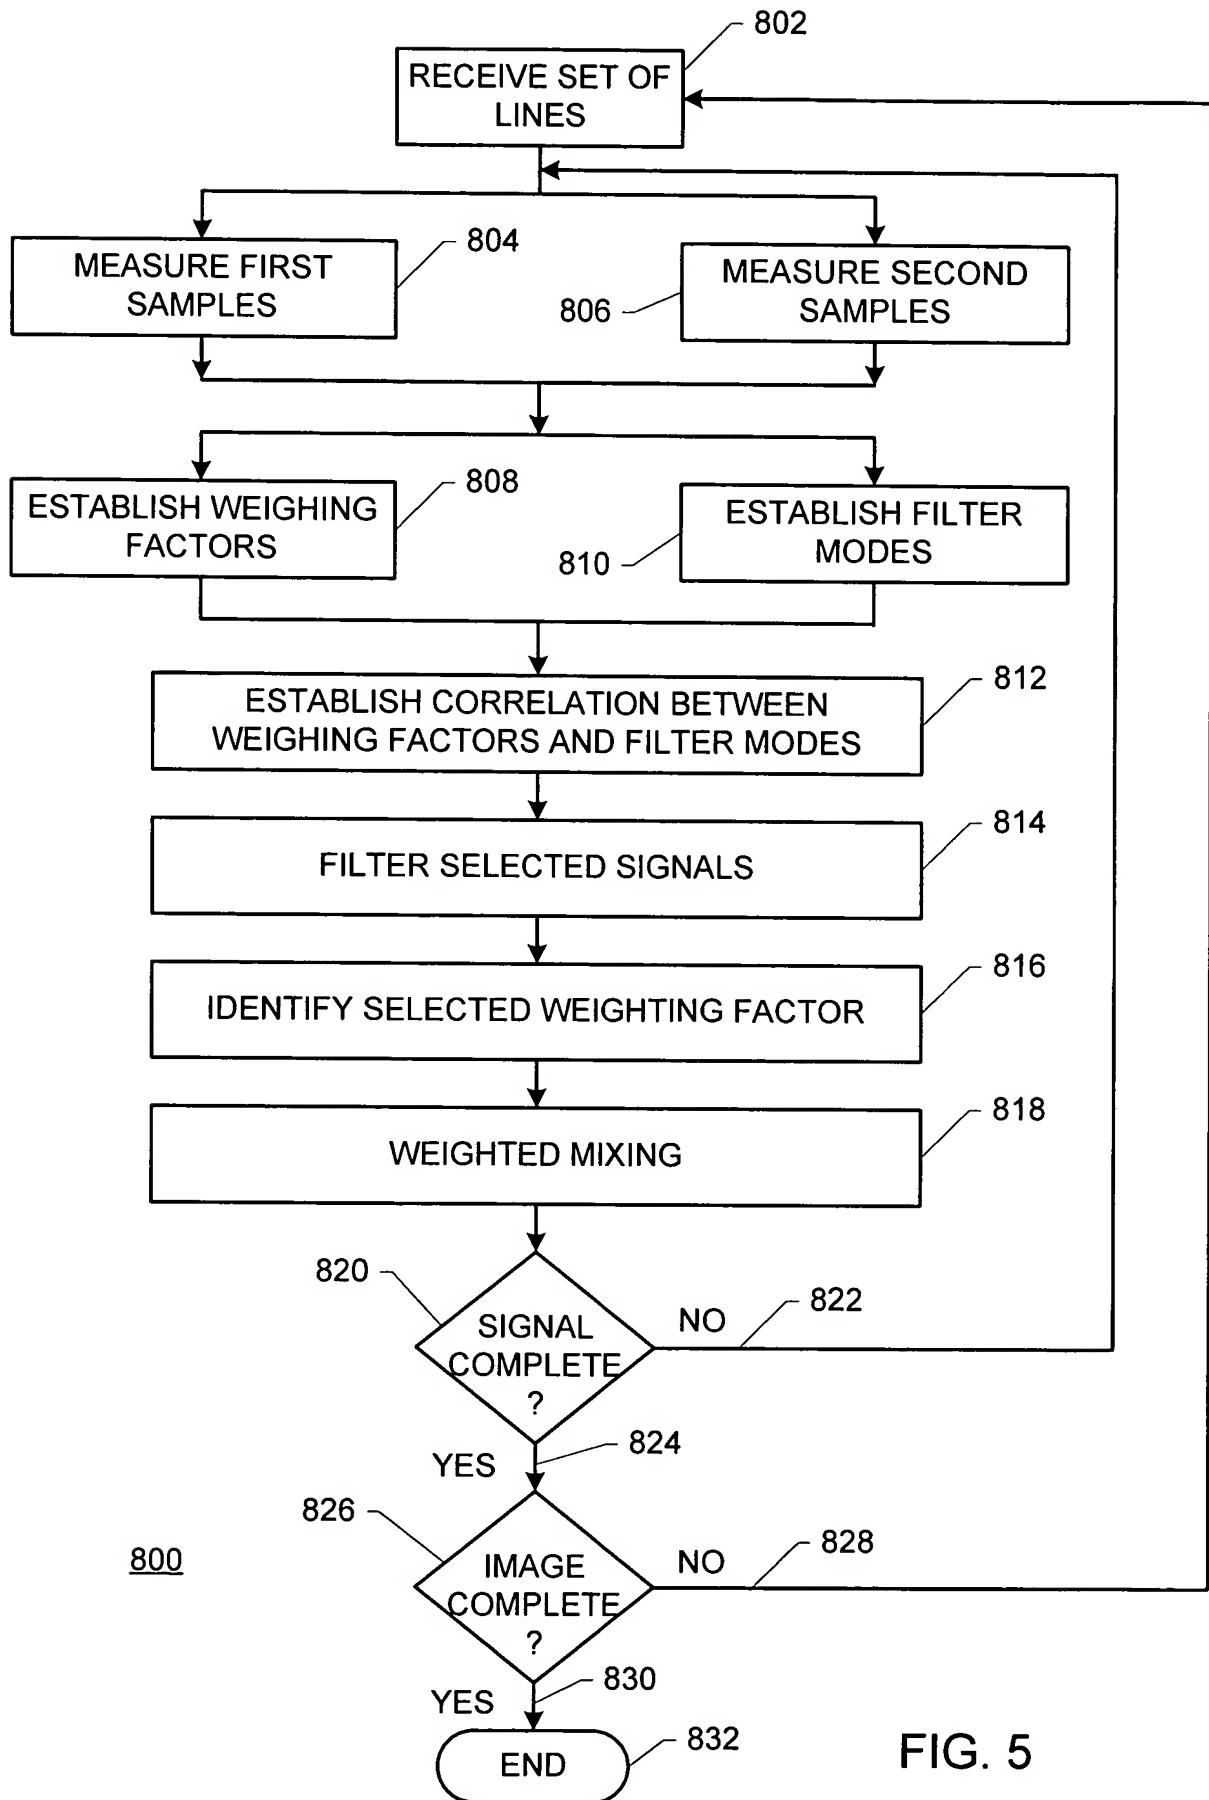 802
RECEIVE SET OF
LINES
804
MEASURE FIRST
SAMPLES
MEASURE SECOND
SAMPLES
806
808
ESTABLISH WEIGHING
FACTORS
ESTABLISH FILTER
MODES
810
812
ESTABLISH CORRELATION BETWEEN
WEIGHING FACTORS AND FILTER MODES
814
FILTER SELECTED SIGNALS
816
IDENTIFY SELECTED WEIGHTING FACTOR
818
WEIGHTED MIXING
820
SIGNAL
COMPLETE
?
NO
822
YES
824
826
IMAGE
COMPLETE
?
NO
828
800
YES
830
END
832
FIG. 5